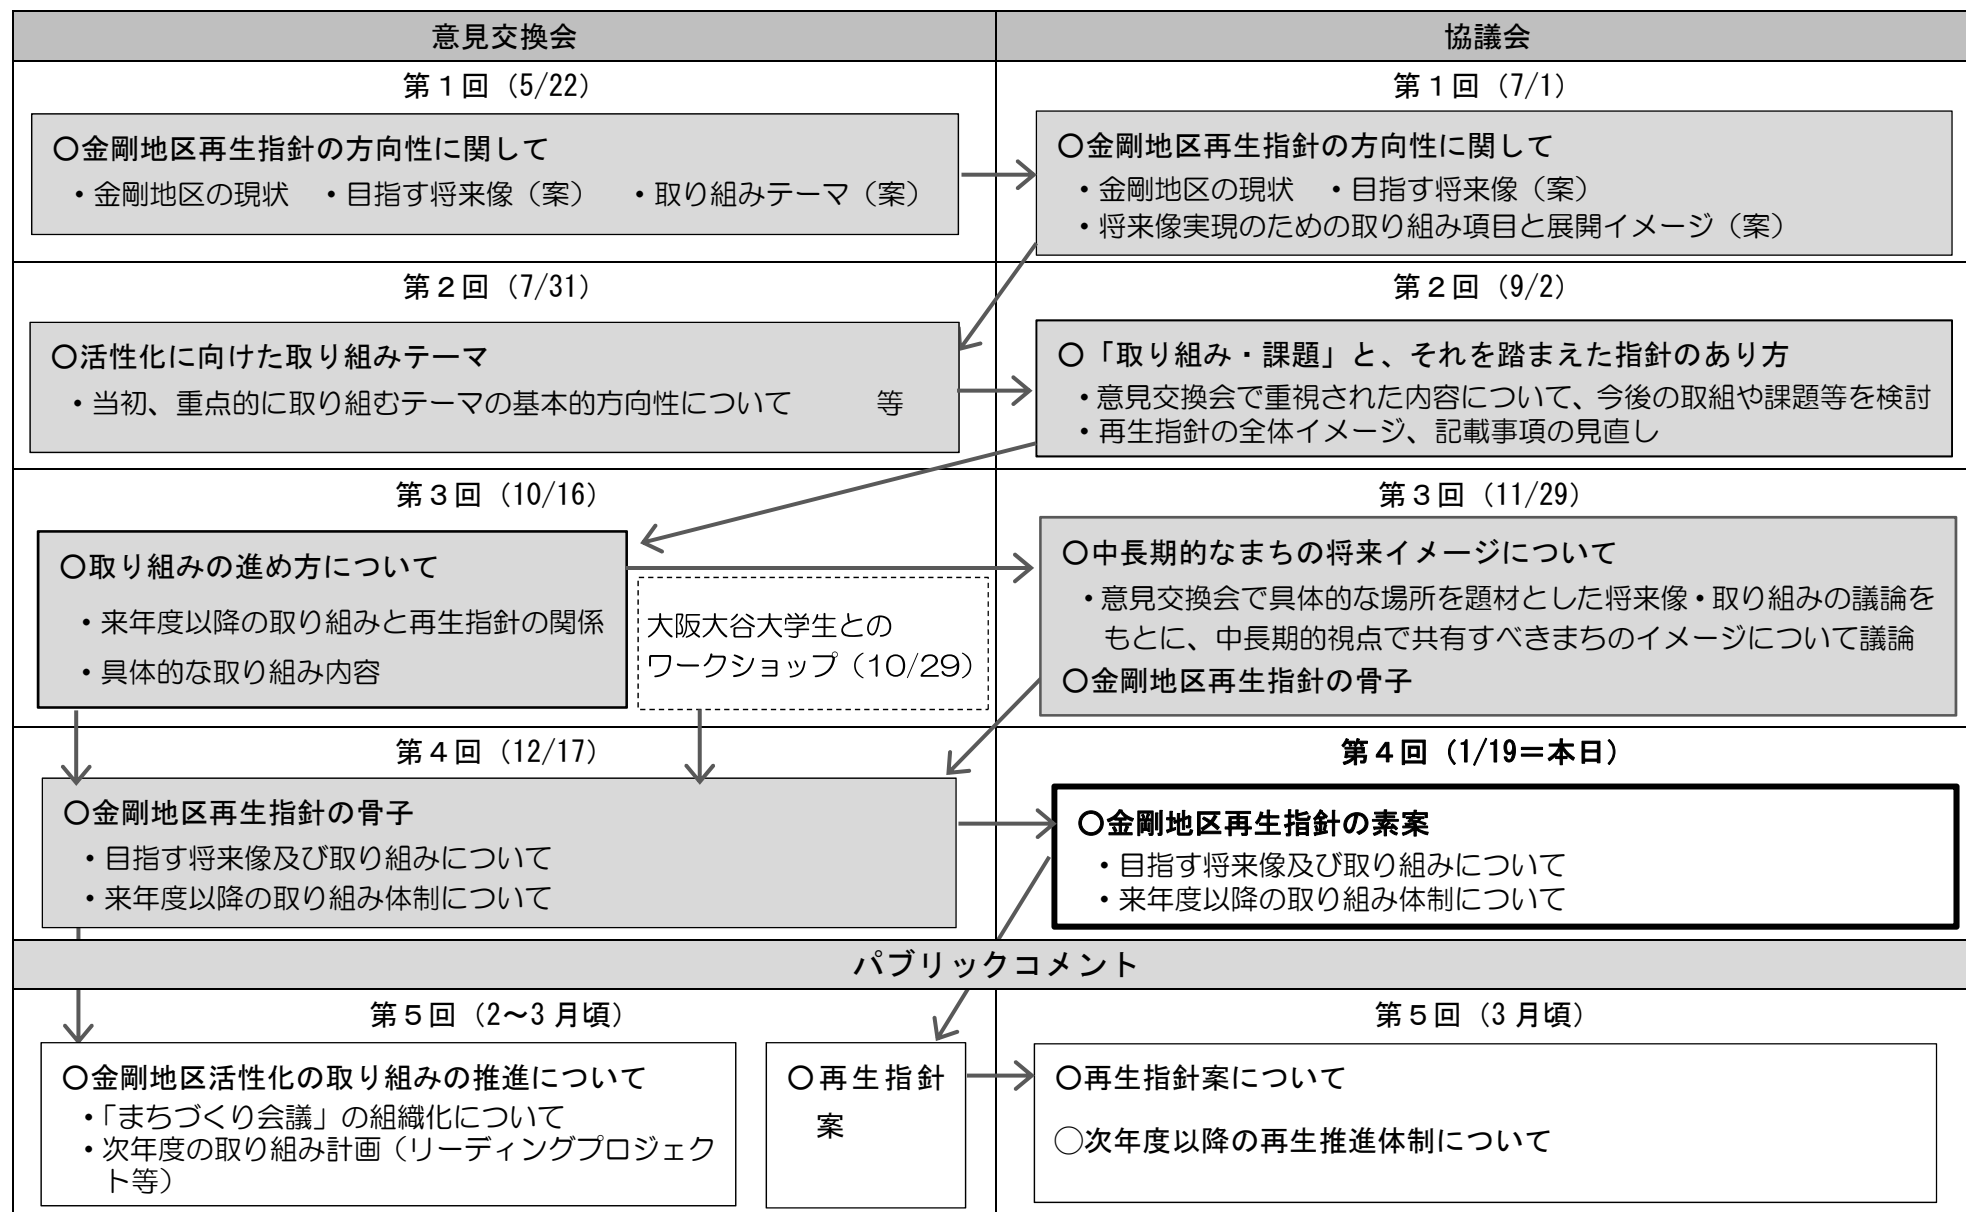 意見交換会
協議会
第1回（5/22）
〇金剛地区再生指針の方向性に関して
・金剛地区の現状　・目指す将来像（案）　・取り組みテーマ（案）
第1回（7/1）
〇金剛地区再生指針の方向性に関して
・金剛地区の現状　・目指す将来像（案）
・将来像実現のための取り組み項目と展開イメージ（案）
第2回（7/31）
〇活性化に向けた取り組みテーマ
・当初、重点的に取り組むテーマの基本的方向性について　　　等
第2回（9/2）
〇「取り組み・課題」と、それを踏まえた指針のあり方
・意見交換会で重視された内容について、今後の取組や課題等を検討
・再生指針の全体イメージ、記載事項の見直し
第3回（10/16）
〇取り組みの進め方について
・来年度以降の取り組みと再生指針の関係
・具体的な取り組み内容
大阪大谷大学生との
ワークショップ（10/29）
第3回（11/29）
〇中長期的なまちの将来イメージについて
・意見交換会で具体的な場所を題材とした将来像・取り組みの議論を
もとに、中長期的視点で共有すべきまちのイメージについて議論
〇金剛地区再生指針の骨子
第4回（12/17）
〇金剛地区再生指針の骨子
・目指す将来像及び取り組みについて
・来年度以降の取り組み体制について
第4回（1/19＝本日）
〇金剛地区再生指針の素案
・目指す将来像及び取り組みについて
・来年度以降の取り組み体制について
パブリックコメント
第5回（2～3月頃）
〇金剛地区活性化の取り組みの推進について
・「まちづくり会議」の組織化について
・次年度の取り組み計画（リーディングプロジェク
ト等）
〇再生指針
案
第5回（3月頃）
〇再生指針案について
◯次年度以降の再生推進体制について